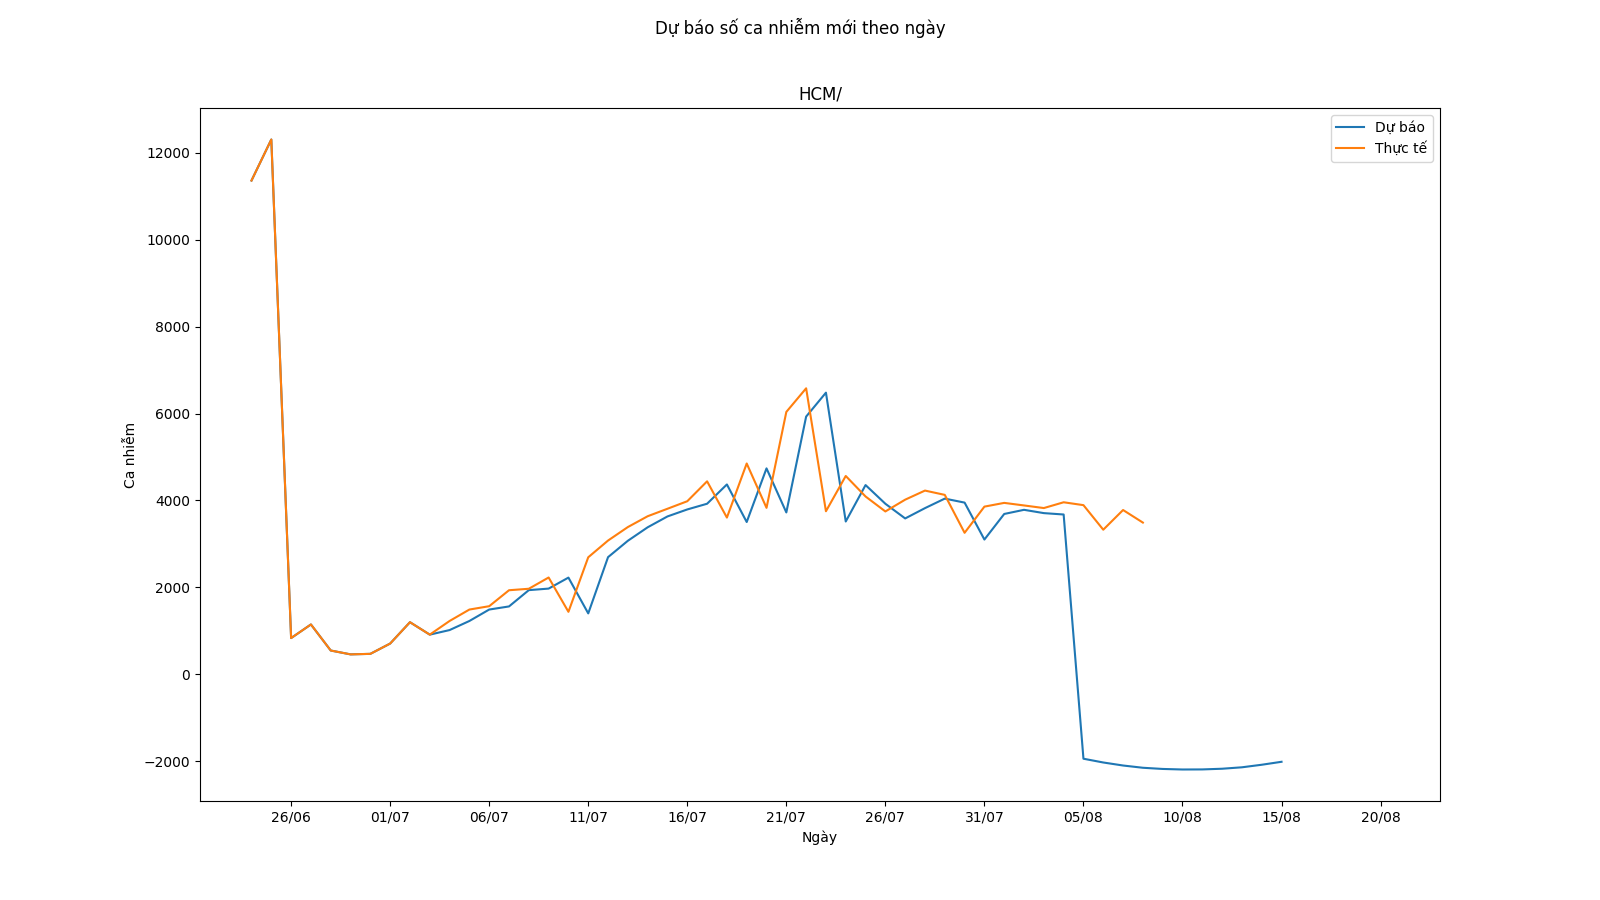 Dự báo số ca nhiễm mới theo ngày
HCM/
Dự báo
Thực tế
12000
10000
8000
6000
4000
2000
0
−2000
Ca nhiễm
26/06 01/07 06/07 11/07 16/07 21/07 26/07 31/07 05/08 10/08 15/08 20/08
Ngày